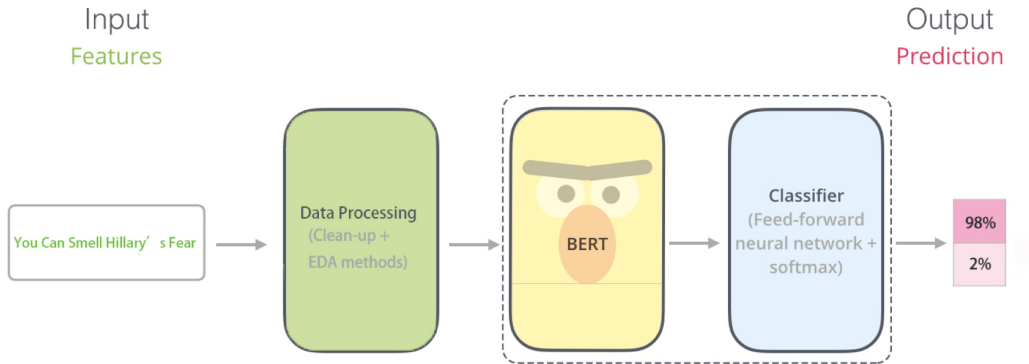 Input
Features
Output
Prediction
You Can Smell Hillary’s Fear
Data Processing
(Clean-up +
EDA methods)
BERT
Classifier
(Feed-forward
neural network +
softmax)
98%
2%